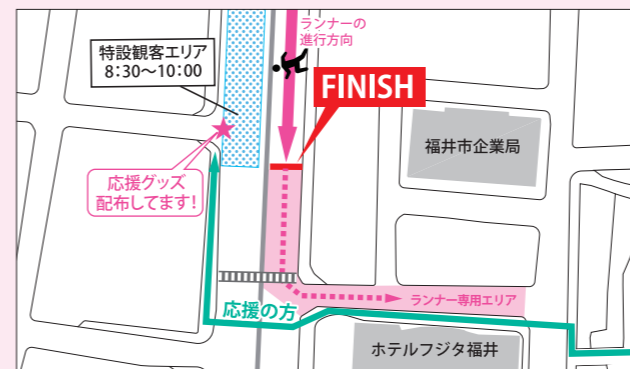 ランナーの
進行方向
特設観客エリア
8:30〜10:00
FINISH
福井市企業局
応援グッズ
配布してます!
ランナー専用エリア
応援の方
ホテルフジタ福井